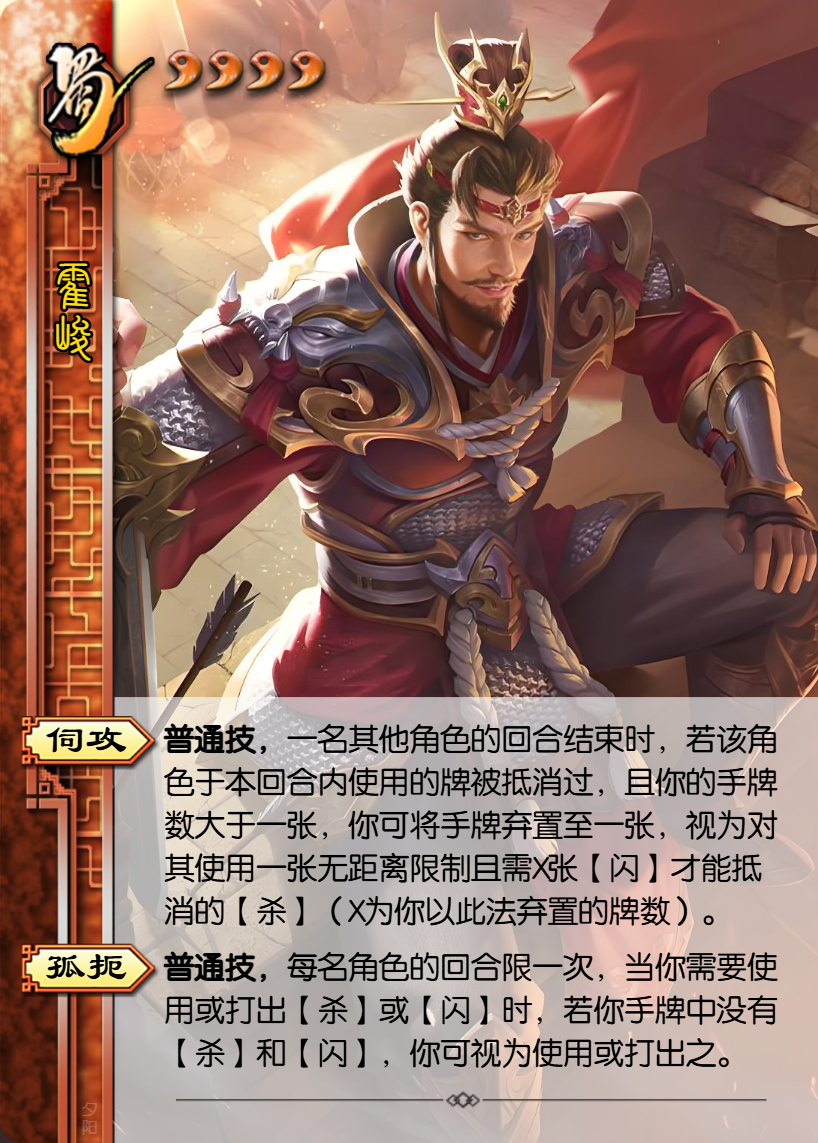 蜀
霍峻
伺攻
普通技，一名其他角色的回合结束时，若该角
色于本回合内使用的牌被抵消过，且你的手牌
数大于一张，你可将手牌弃置至一张，视为对
其使用一张无距离限制且需X张【闪】才能抵
消的【杀】（X为你以此法弃置的牌数）。
孤扼
普通技，每名角色的回合限一次，当你需要使
用或打出【杀】或【闪】时，若你手牌中没有
【杀】和【闪】，你可视为使用或打出之。
夕阳